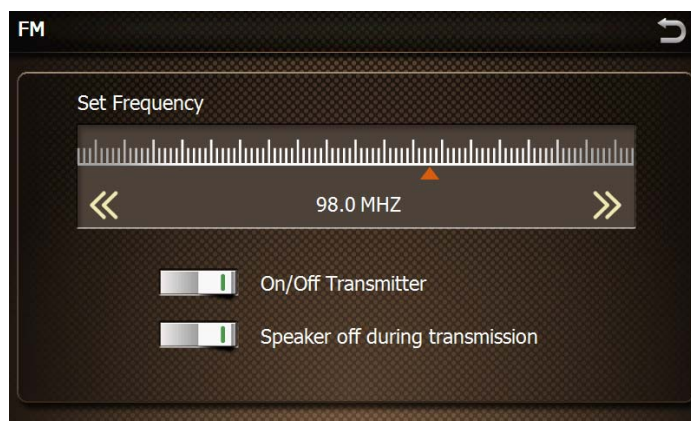 FM
Set Frequency
98.0 MHZ
On/Off Transmitter
Speaker off during transmission